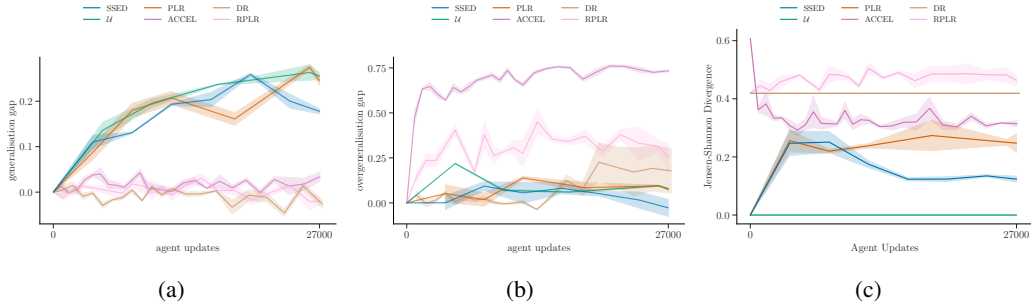 SSED PLR DR
𝒰 ACCEL RPLR
generalisation gap
0.2
0.1
0.0
0
27000
agent updates
(a)
SSED PLR DR
𝒰 ACCEL RPLR
overgeneralisation gap
0.75
0.50
0.25
0.00
0
27000
agent updates
(b)
SSED PLR DR
𝒰 ACCEL RPLR
Jensen-Shannon Divergence
0.6
0.4
0.2
0.0
0
27000
Agent Updates
(c)